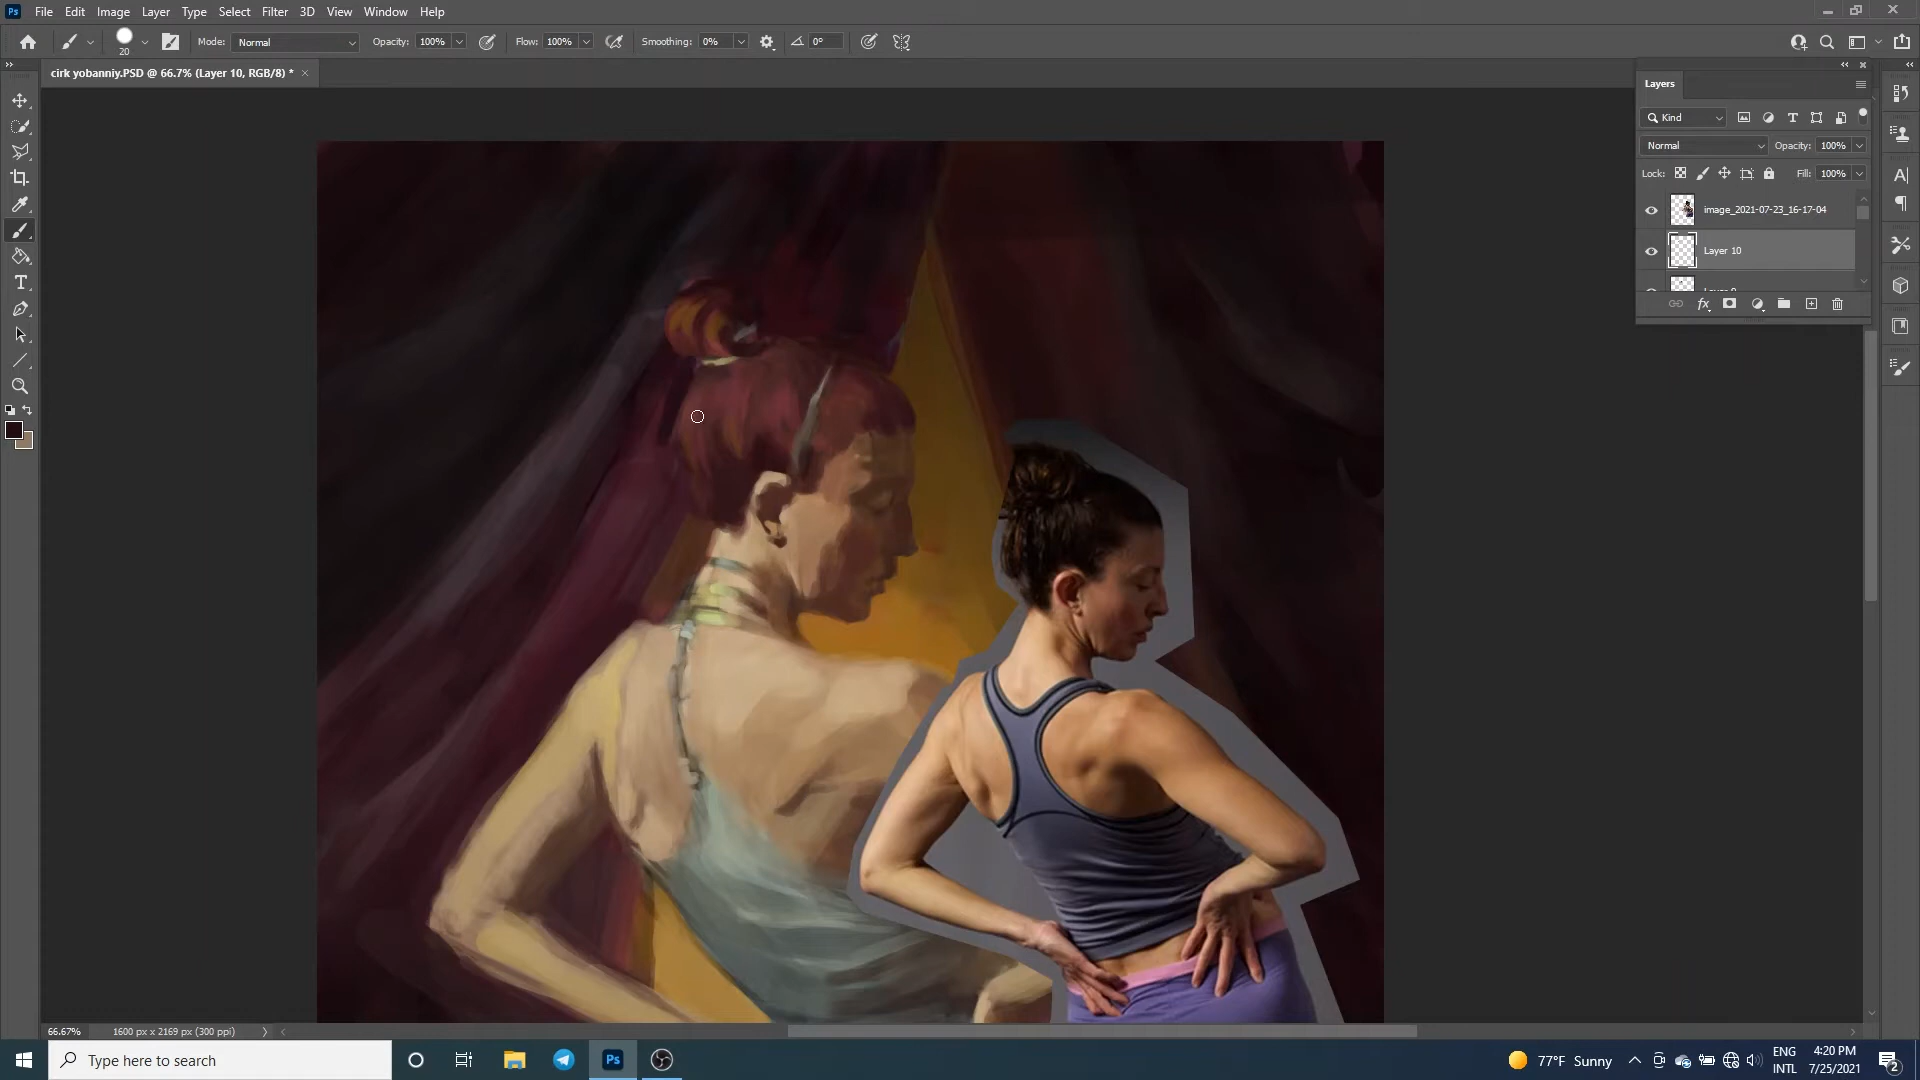 Ps File Edit Image Layer Type Select Filter 3D View Window Help
20 Mode: Normal Opacity: 100% Flow: 100% Smoothing: 0% 0°
cirk yobanniy.PSD @ 66.7% (Layer 10, RGB/8) * ×
Layers
Kind
Normal Opacity: 100%
Lock: Fill: 100%
image_2021-07-23_16-17-04
Layer 10
66.67% 1600 px x 2169 px (300 ppi)
Type here to search
Ps
77°F Sunny
ENG
INTL
4:20 PM
7/25/2021
2